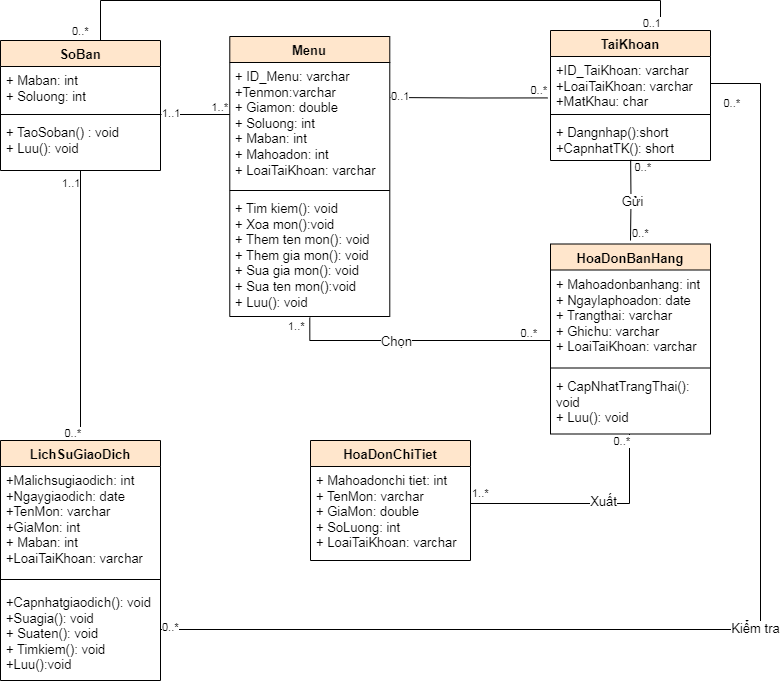 0..*
0..1
SoBan
+ Maban: int
+ Soluong: int
+ TaoSoban() : void
+ Luu(): void
1..1
1..*
1..1
Menu
+ ID_Menu: varchar
+Tenmon:varchar
+ Giamon: double
+ Soluong: int
+ Maban: int
+ Mahoadon: int
+ LoaiTaiKhoan: varchar
+ Tim kiem(): void
+ Xoa mon():void
+ Them ten mon(): void
+ Them gia mon(): void
+ Sua gia mon(): void
+ Sua ten mon():void
+ Luu(): void
0..1
0..*
TaiKhoan
+ID_TaiKhoan: varchar
+LoaiTaiKhoan: varchar
+MatKhau: char
+ Dangnhap():short
+CapnhatTK(): short
0..*
0..*
Gửi
0..*
HoaDonBanHang
+ Mahoadonbanhang: int
+ Ngaylaphoadon: date
+ Trangthai: varchar
+ Ghichu: varchar
+ LoaiTaiKhoan: varchar
+ CapNhatTrangThai():
void
+ Luu(): void
1..*
Chọn
0..*
0..*
0..*
LichSuGiaoDich
+Malichsugiaodich: int
+Ngaygiaodich: date
+TenMon: varchar
+GiaMon: int
+ Maban: int
+LoaiTaiKhoan: varchar
+Capnhatgiaodich(): void
+Suagia(): void
+ Suaten(): void
+ Timkiem(): void
+Luu():void
HoaDonChiTiet
+ Mahoadonchi tiet: int
+ TenMon: varchar
+ GiaMon: double
+ SoLuong: int
+ LoaiTaiKhoan: varchar
1..*
Xuất
0..*
Kiểm tra